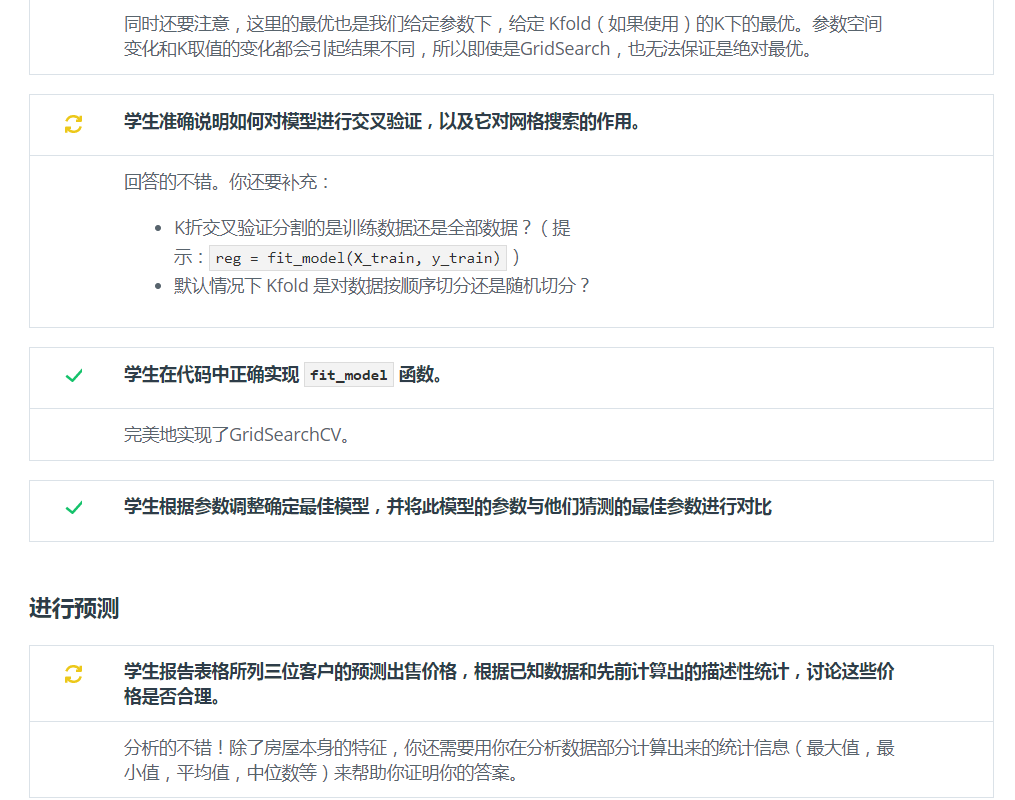 同时还要注意，这里的最优也是我们给定参数下，给定 Kfold（如果使用）的K下的最优。参数空间
变化和K取值的变化都会引起结果不同，所以即使是GridSearch，也无法保证是绝对最优。
学生准确说明如何对模型进行交叉验证，以及它对网格搜索的作用。
回答的不错。你还要补充：
K折交叉验证分割的是训练数据还是全部数据？（提
示：reg = fit_model(X_train, y_train)）
默认情况下 Kfold 是对数据按顺序切分还是随机切分？
学生在代码中正确实现 fit_model 函数。
完美地实现了GridSearchCV。
学生根据参数调整确定最佳模型，并将此模型的参数与他们猜测的最佳参数进行对比
进行预测
学生报告表格所列三位客户的预测出售价格，根据已知数据和先前计算出的描述性统计，讨论这些价
格是否合理。
分析的不错！除了房屋本身的特征，你还需要用你在分析数据部分计算出来的统计信息（最大值，最
小值，平均值，中位数等）来帮助你证明你的答案。